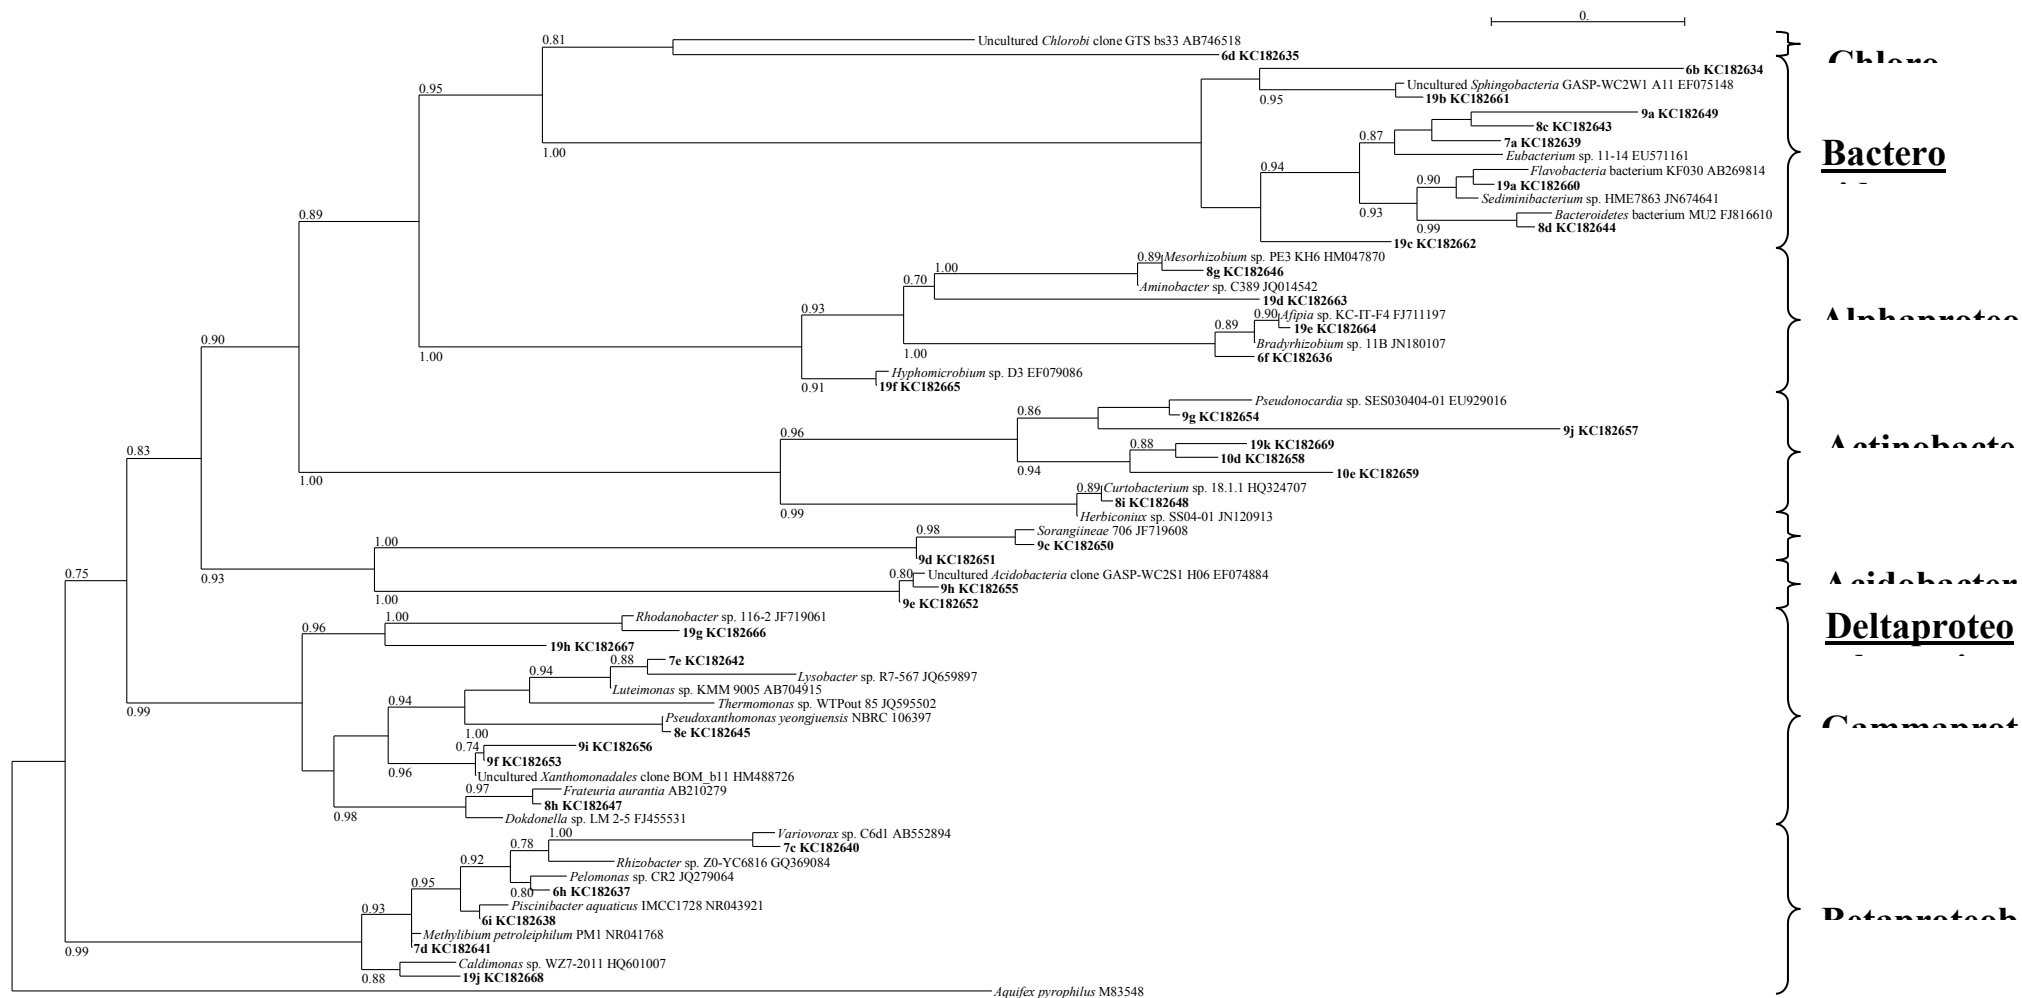 0.
0.81
Uncultured Chlorobi clone GTS bs33 AB746518
6d KC182635
Chloro
6b KC182634
0.95
Uncultured Sphingobacteria GASP-WC2W1 A11 EF075148
0.95
19b KC182661
9a KC182649
8c KC182643
0.87
7a KC182639
1.00
Eubacterium sp. 11-14 EU571161
Bactero
0.94
Flavobacteria bacterium KF030 AB269814
0.90
19a KC182660
Sediminibacterium sp. HME7863 JN674641
0.93
Bacteroidetes bacterium MU2 FJ816610
0.89
0.99
8d KC182644
19c KC182662
0.89
Mesorhizobium sp. PE3 KH6 HM047870
1.00
8g KC182646
0.70
Aminobacter sp. C389 JQ014542
19d KC182663
0.93
0.90
Afipia sp. KC-IT-F4 FJ711197
Alphaproteo
0.89
19e KC182664
0.90
Bradyrhizobium sp. 11B JN180107
1.00
1.00
6f KC182636
Hyphomicrobium sp. D3 EF079086
0.91
19f KC182665
Pseudonocardia sp. SES030404-01 EU929016
0.86
9g KC182654
0.96
9j KC182657
0.83
0.88
19k KC182669
Actinobacte
10d KC182658
0.94
10e KC182659
1.00
0.89
Curtobacterium sp. 18.1.1 HQ324707
8i KC182648
0.99
Herbiconiux sp. SS04-01 JN120913
0.98
Sorangiineae 706 JF719608
1.00
9c KC182650
9d KC182651
0.75
0.93
0.80
Uncultured Acidobacteria clone GASP-WC2S1 H06 EF074884
Acidobacter
9h KC182655
1.00
9e KC182652
1.00
Rhodanobacter sp. 116-2 JF719061
0.96
19g KC182666
Deltaproteo
19h KC182667
0.88
7e KC182642
0.94
Lysobacter sp. R7-567 JQ659897
Luteimonas sp. KMM 9005 AB704915
0.94
Thermomonas sp. WTPout 85 JQ595502
0.99
Pseudoxanthomonas yeongjuensis NBRC 106397
1.00
8e KC182645
Gammaprot
0.74
9i KC182656
9f KC182653
0.96
Uncultured Xanthomonadales clone BOM_b11 HM488726
0.97
Frateuria aurantia AB210279
8h KC182647
0.98
Dokdonella sp. LM 2-5 FJ455531
1.00
Variovorax sp. C6d1 AB552894
0.78
7c KC182640
0.92
Rhizobacter sp. Z0-YC6816 GQ369084
Pelomonas sp. CR2 JQ279064
0.95
0.80
6h KC182637
Piscinibacter aquaticus IMCC1728 NR043921
0.93
6i KC182638
Betaproteob
Methylibium petroleiphilum PM1 NR041768
0.99
7d KC182641
Caldimonas sp. WZ7-2011 HQ601007
0.88
19j KC182668
Aquifex pyrophilus M83548